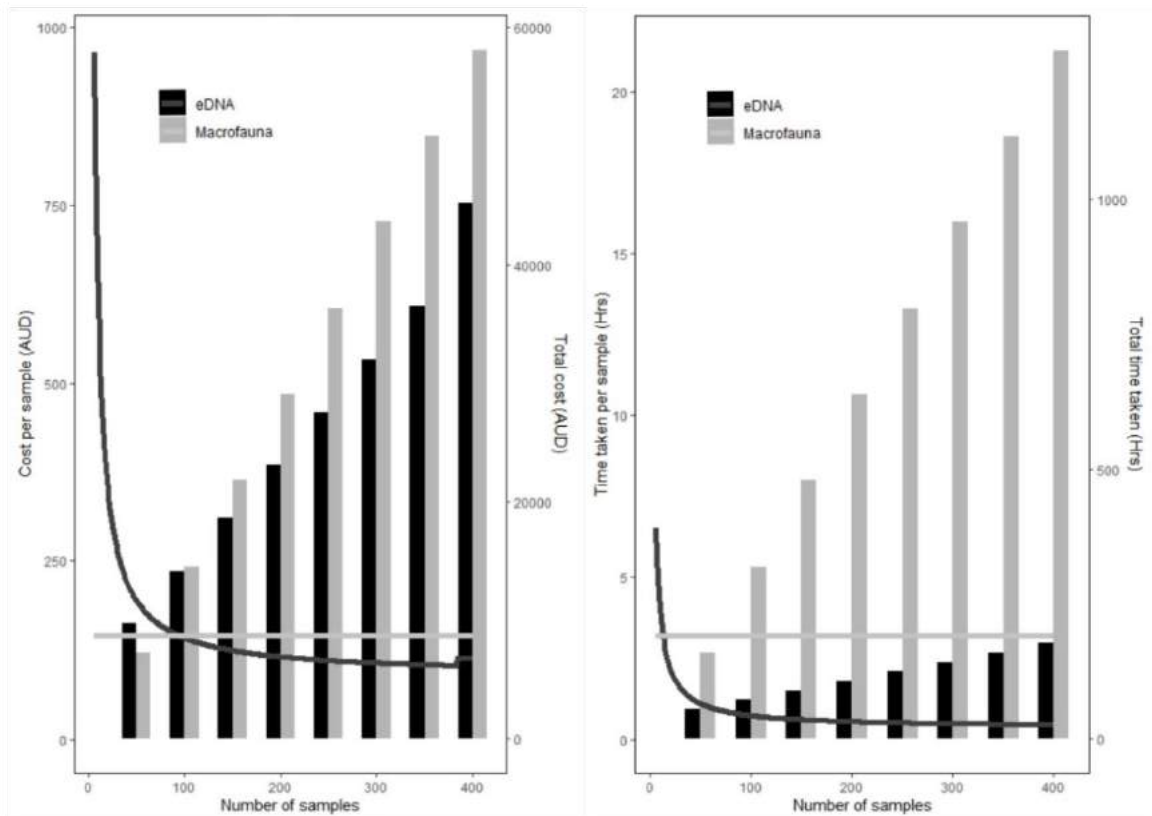 1000
750
500
250
0
Cost per sample (AUD)
eDNA
Macrofauna
60000
40000
20000
0
Total cost (AUD)
0 100 200 300 400
Number of samples
20
15
10
5
0
Time taken per sample (Hrs)
eDNA
Macrofauna
1000
500
0
Total time taken (Hrs)
0 100 200 300 400
Number of samples